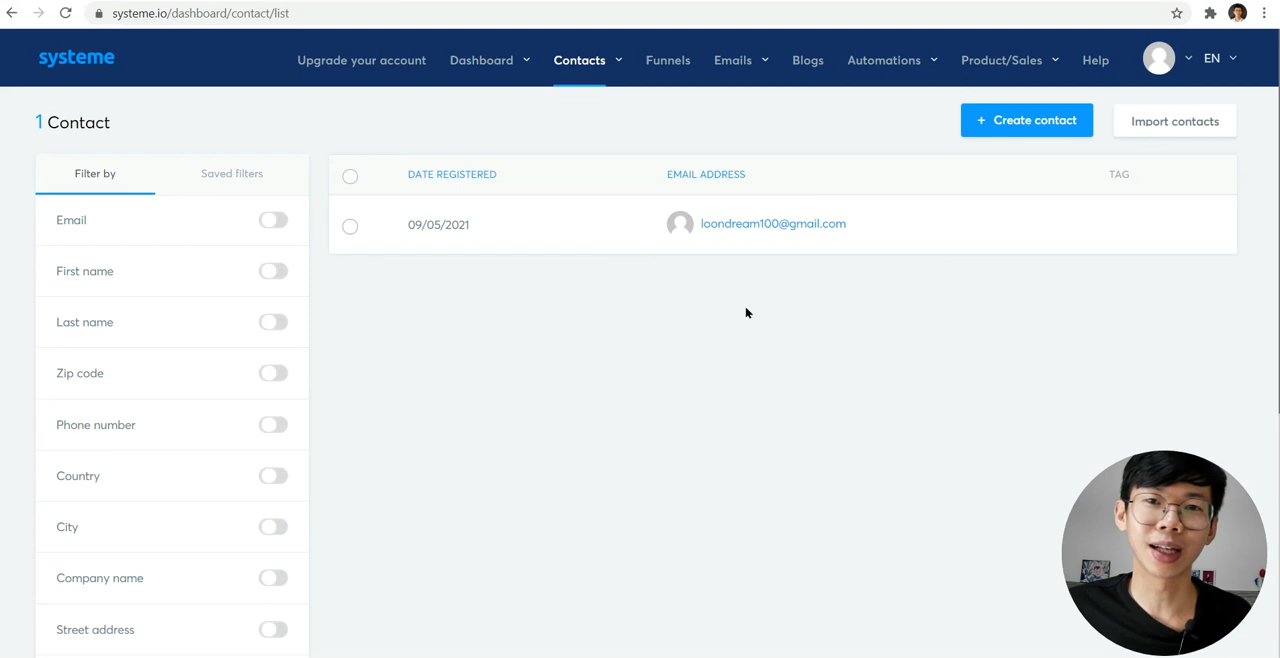 systeme.io/dashboard/contact/list
systeme
Upgrade your account Dashboard Contacts Funnels Emails Blogs Automations Product/Sales Help EN
1 Contact
+ Create contact
Import contacts
Filter by Saved filters
DATE REGISTERED EMAIL ADDRESS TAG
Email
09/05/2021 loondream100@gmail.com
First name
Last name
Zip code
Phone number
Country
City
Company name
Street address